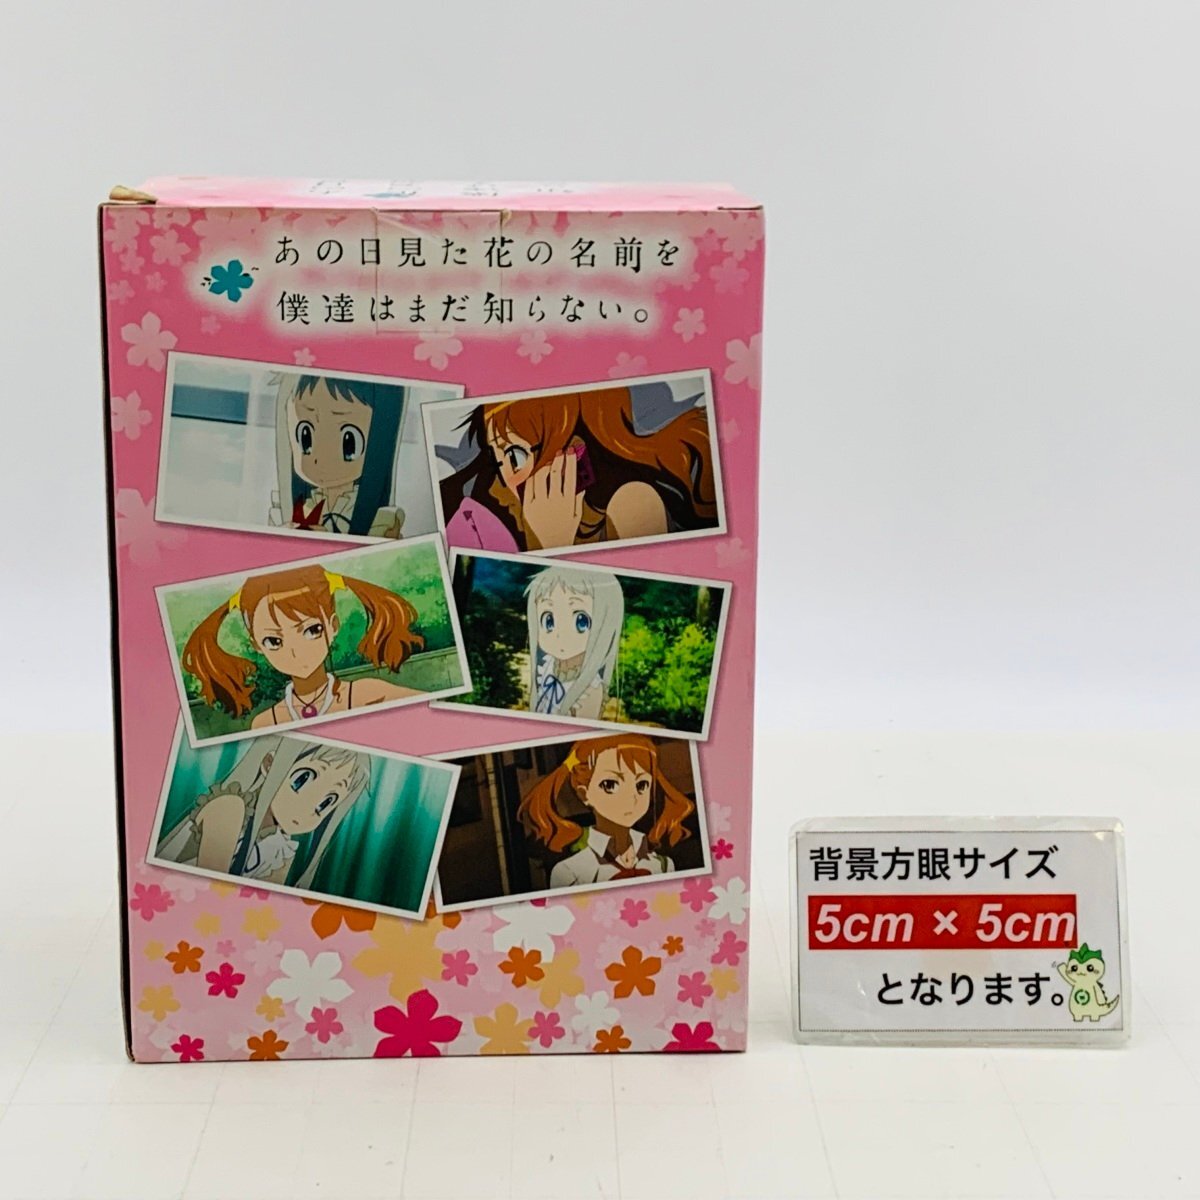 あの日見た花の名前を
僕達はまだ知らない。
背景方眼サイズ
5cm × 5cm
となります。